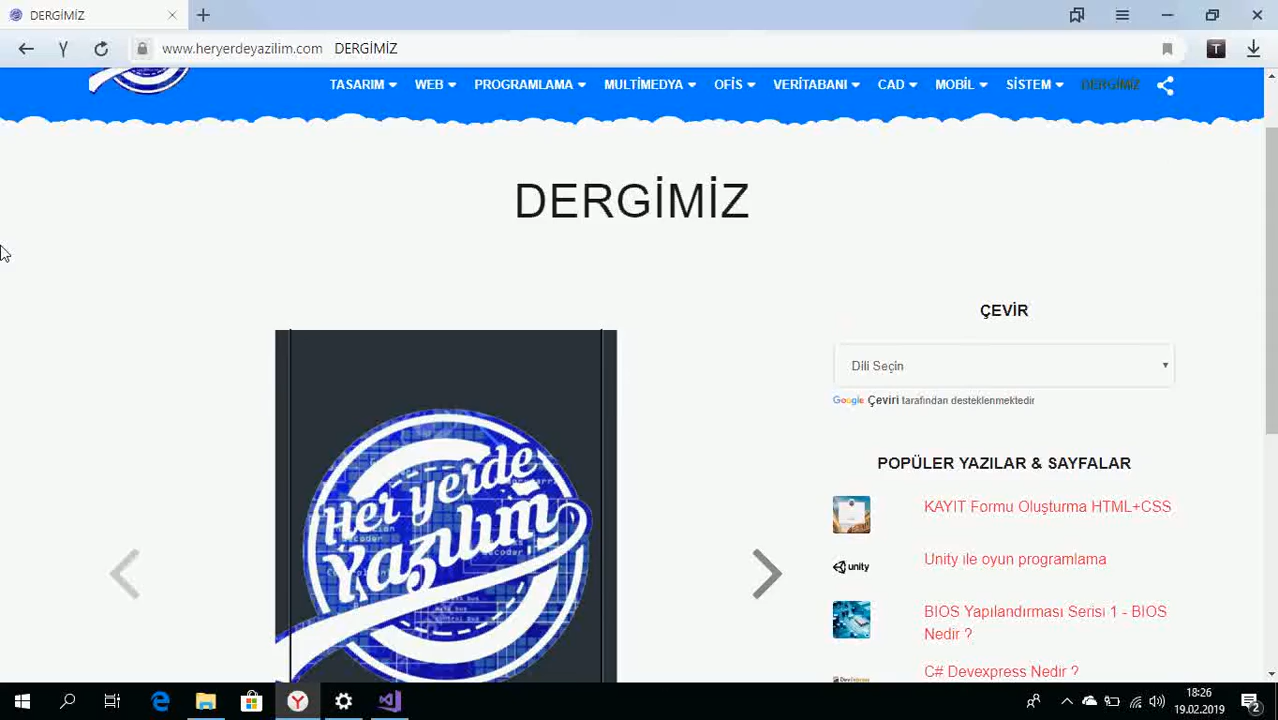 DERGİMİZ
www.heryerdeyazilim.com DERGİMİZ
T
TASARIM WEB PROGRAMLAMA MULTİMEDYA OFİS VERİTABANI CAD MOBİL SİSTEM DERGİMİZ
DERGİMİZ
ÇEVİR
Dili Seçin
Google Çeviri tarafından desteklenmektedir
POPÜLER YAZILAR & SAYFALAR
KAYIT Formu Oluşturma HTML+CSS
unity
Unity ile oyun programlama
BIOS Yapılandırması Serisi 1 - BIOS
Nedir ?
C# Devexpress Nedir ?
Her yerde
Yazılım
18:26
19.02.2019
2